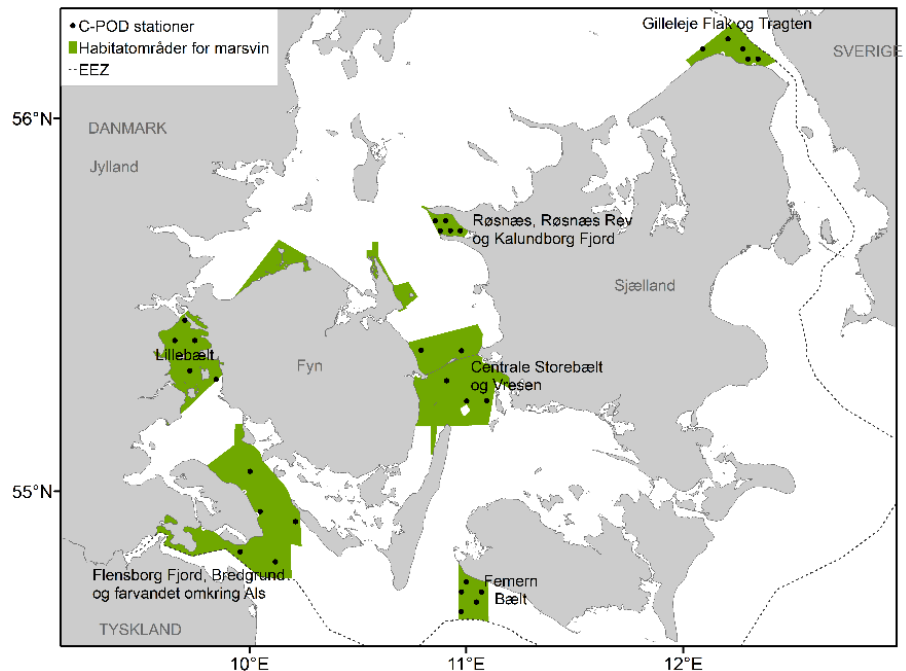 C-POD stationer
Habitatområder for marsvin
EEZ
Gilleleje Flak og Tragten
SVERIGE
56°N
DANMARK
Jylland
Røsnæs, Røsnæs Rev
og Kalundborg Fjord
Sjælland
Lillebælt
Fyn
Centrale Storebælt
og Vresen
55°N
Flensborg Fjord, Bredgrund
og farvandet omkring Als
Femern
Bælt
TYSKLAND
10°E
11°E
12°E